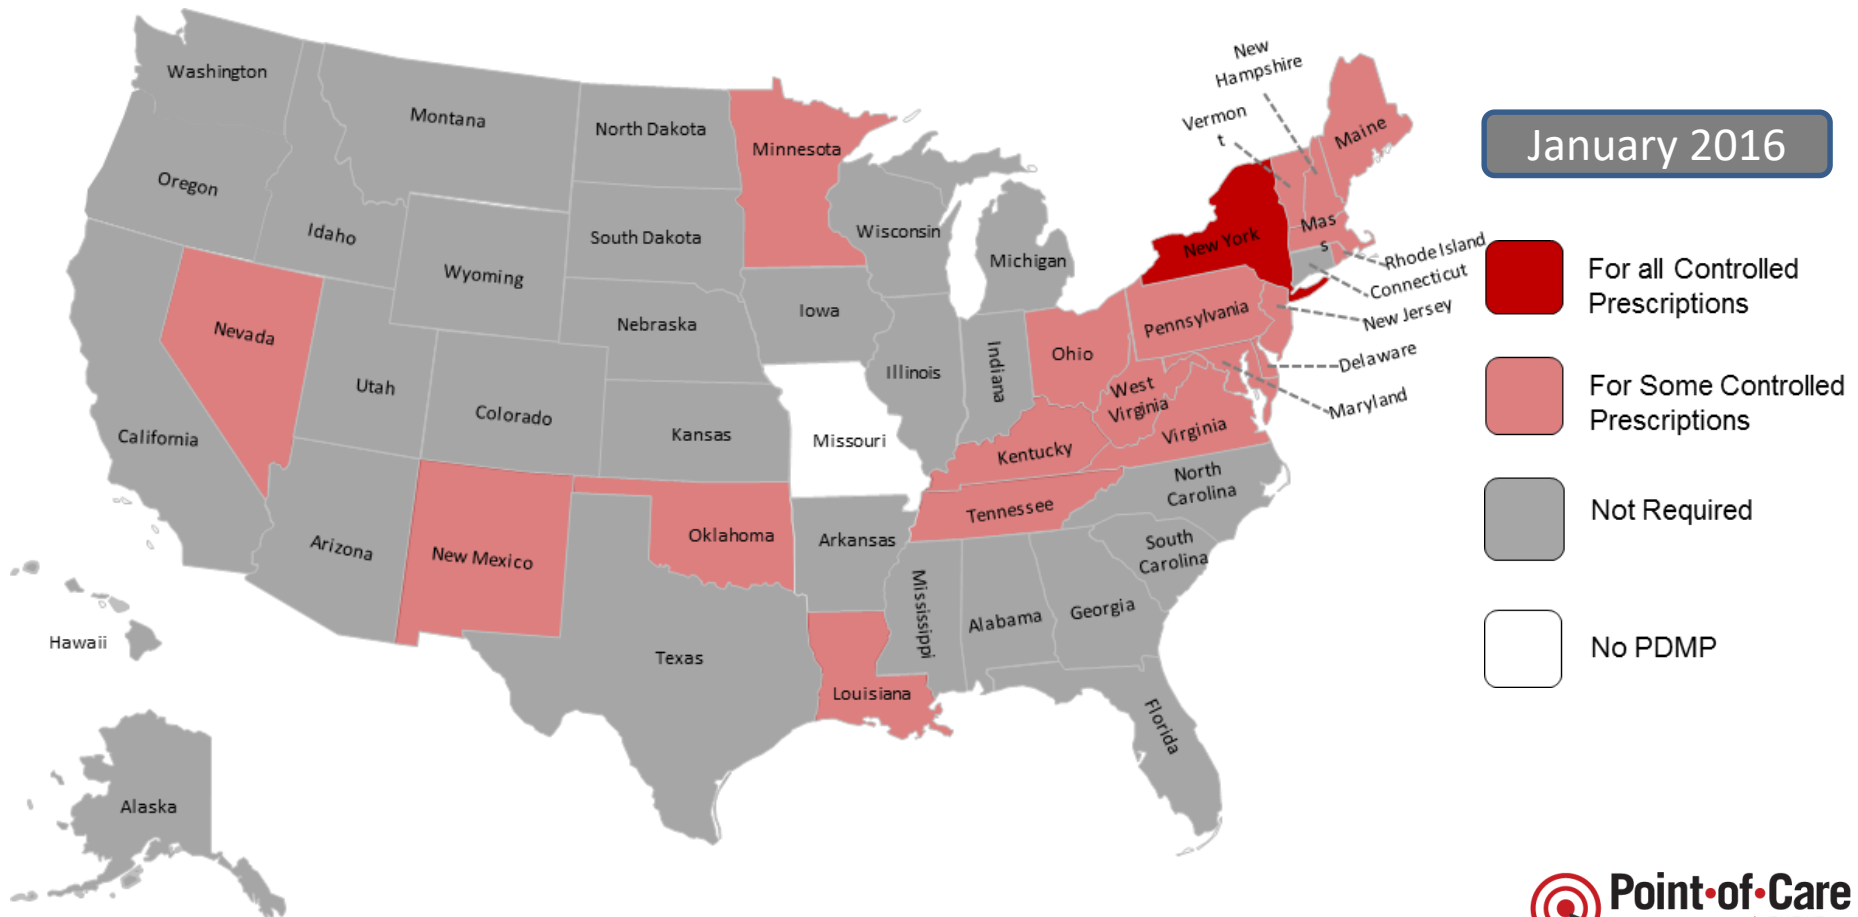 New
Hampshire
Vermon
t
Washington
Montana
North Dakota
Minnesota
Maine
January 2016
Oregon
Idaho
Wyoming
South Dakota
Wisconsin
Michigan
New York
Mas
s
Rhode Island
Connecticut
New Jersey
Delaware
Maryland
For all Controlled
Prescriptions
Nevada
Utah
Colorado
Nebraska
Iowa
Illinois
Indiana
Ohio
Pennsylvania
West
Virginia
Virginia
For Some Controlled
Prescriptions
California
Kansas
Missouri
Kentucky
North
Carolina
Tennessee
Not Required
Arizona
New Mexico
Oklahoma
Arkansas
South
Carolina
Mississippi
Alabama
Georgia
Hawaii
Texas
Louisiana
Florida
No PDMP
Alaska
Point•of•Care